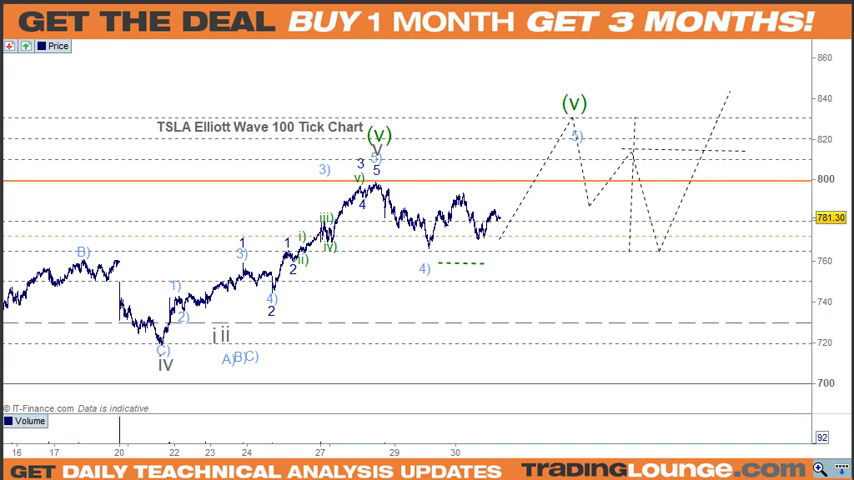 GET THE DEAL BUY 1 MONTH GET 3 MONTHS!
Price
860
840
TSLA Elliott Wave 100 Tick Chart
(v)
(v)
5)
820
v
5)
3
5
3)
v)
4
800
iii)
781.30
1
i)
iv)
1
3)
ii)
2
B)
4)
760
1)
4)
2)
2
740
i ii
C)
A) B) C)
iv
720
700
© IT-Finance.com Data is indicative
Volume
92
16 17 20 22 23 24 25 27 29 30
GET DAILY TEACHNICAL ANALYSIS UPDATES TRADINGLOUNGE.COM